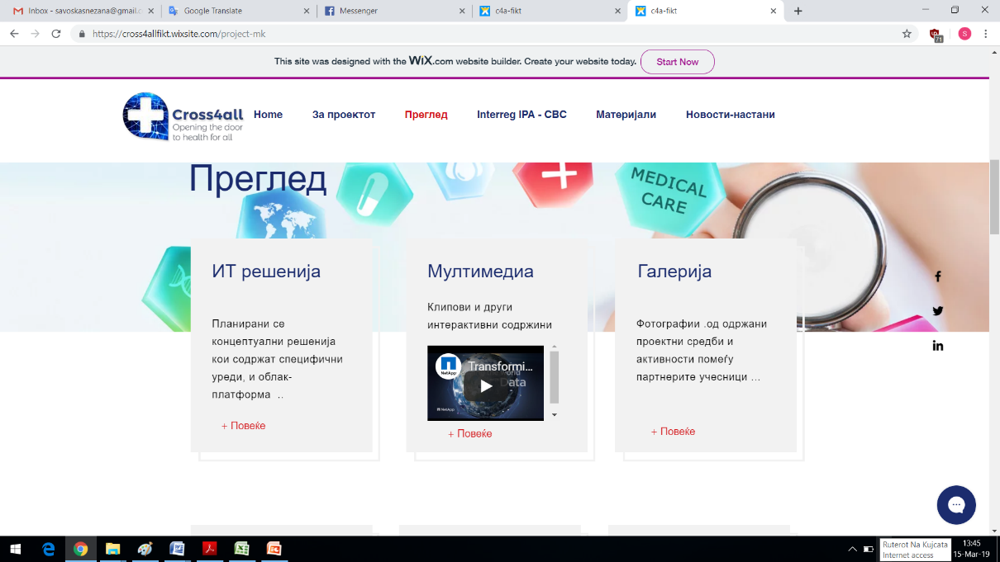 Inbox - savoskasnezana@gmail.c
Google Translate
Messenger
c4a-fikt
c4a-fikt
https://cross4allfikt.wixsite.com/project-mk
71
S
This site was designed with the WiX.com website builder. Create your website today.
Start Now
Cross4all
Opening the door
to health for all
Home
За проектот
Преглед
Interreg IPA - CBC
Материјали
Новости-настани
Преглед
MEDICAL
CARE
ИТ решенија
Планирани се
концептуални решенија
кои содржат специфични
уреди, и облак-
платформа ..
+ Повеќе
Мултимедиа
Клипови и други
интерактивни содржини
NetApp
Transformi...
World
Data
NetApp
+ Повеќе
Галерија
Фотографии .од одржани
проектни средби и
активности помеѓу
партнерите учесници ...
+ Повеќе
Ruterot Na Kujcata
Internet access
13:45
15-Mar-19